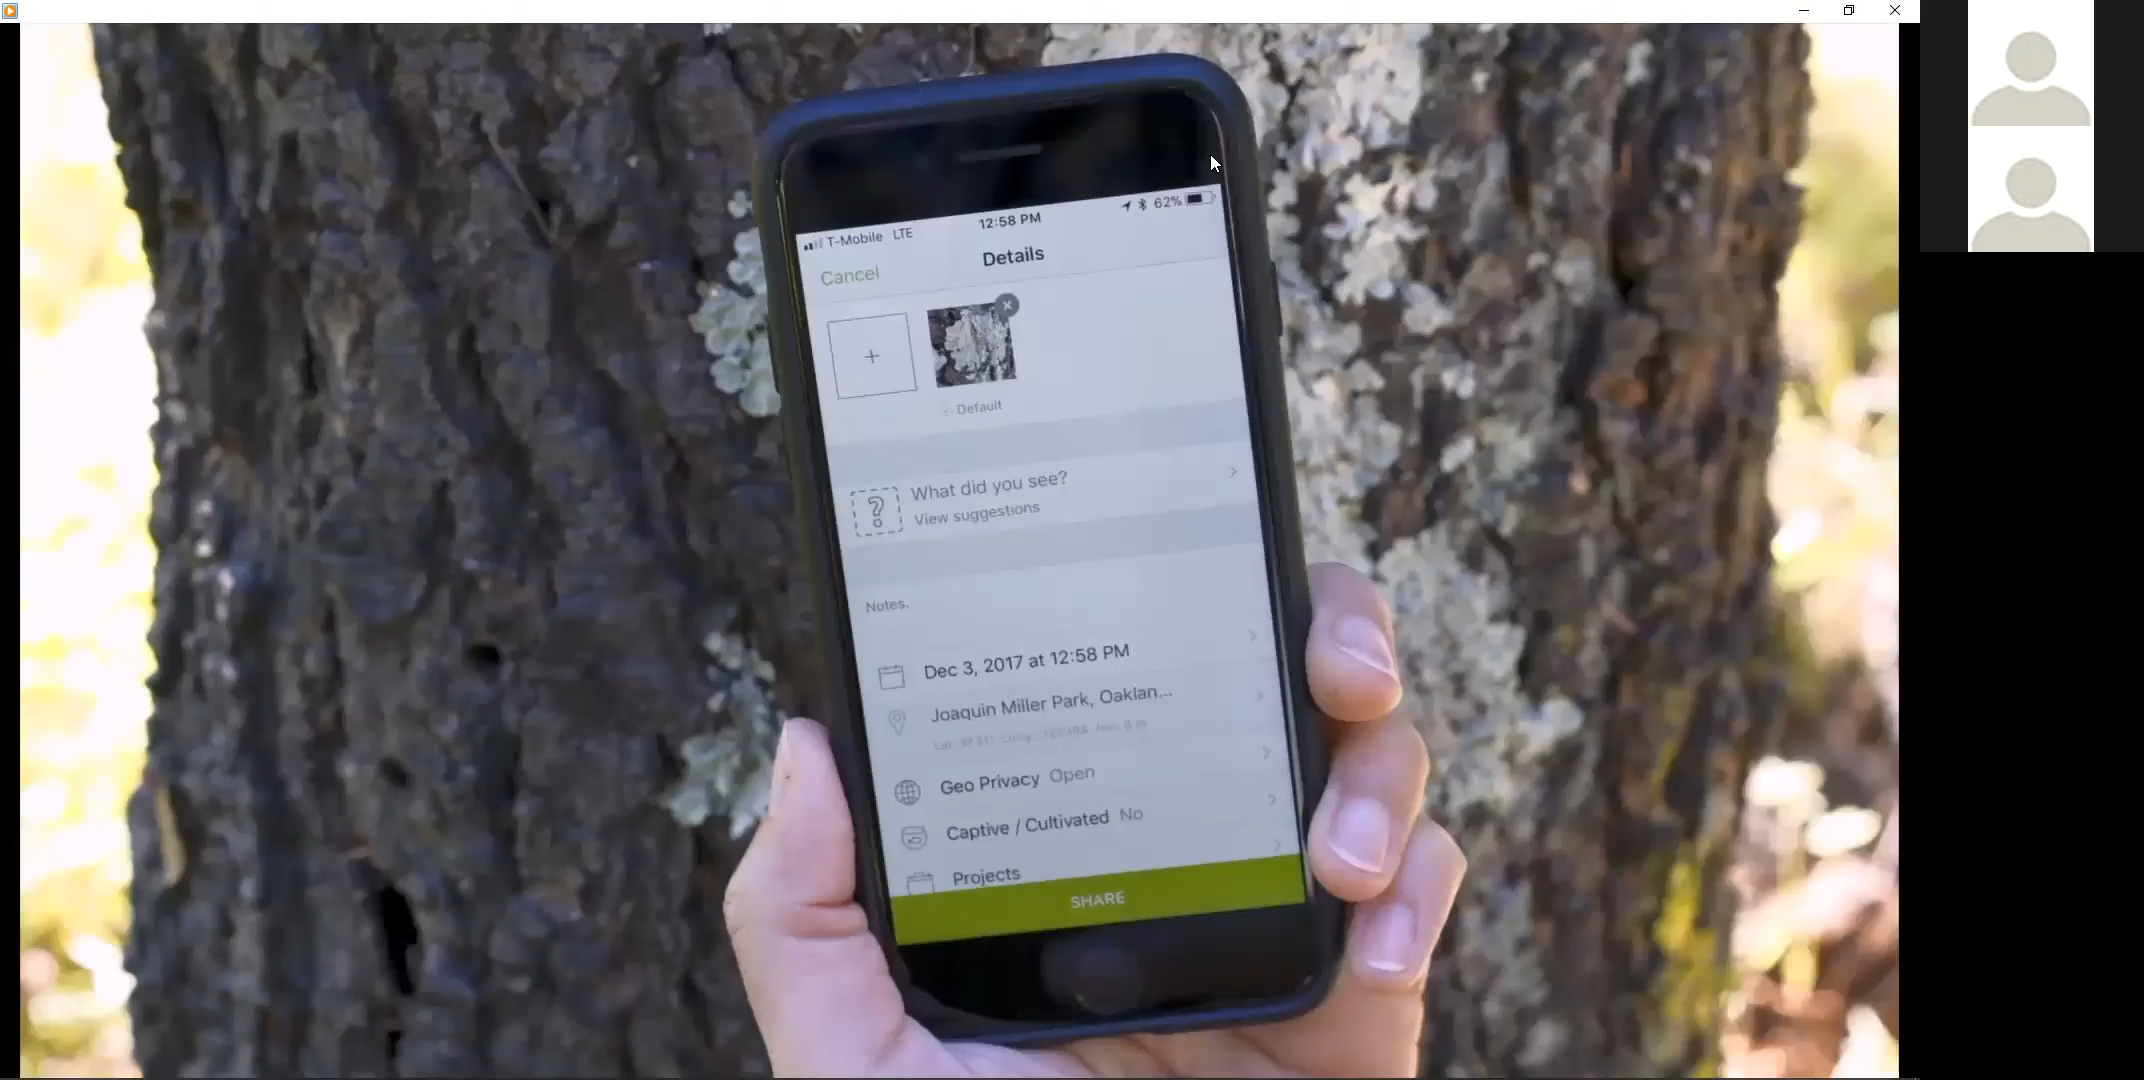 T-Mobile LTE 12:58 PM 62%
Cancel Details
Default
What did you see?
View suggestions
Notes.
Dec 3, 2017 at 12:58 PM
Joaquin Miller Park, Oaklan...
Geo Privacy Open
Captive / Cultivated No
Projects
SHARE